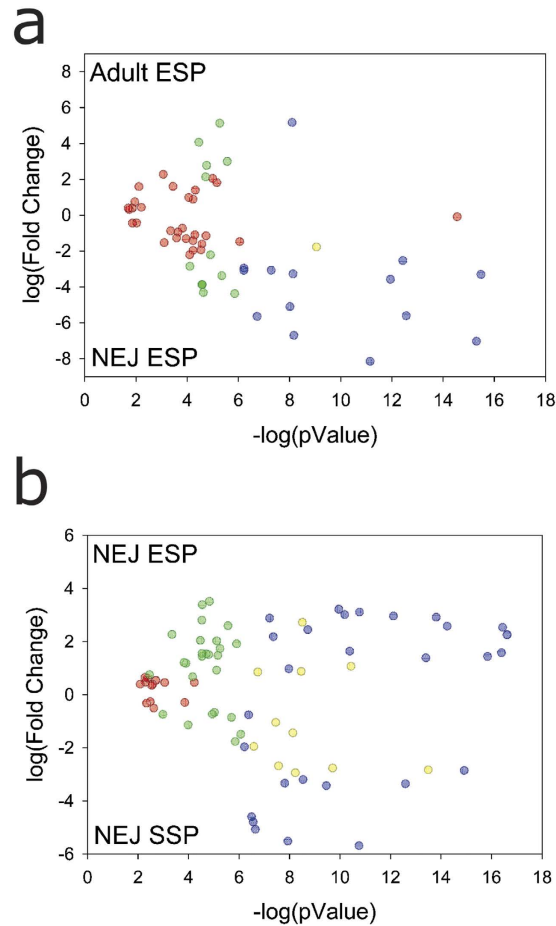 a
Adult ESP
NEJ ESP
8
6
4
2
0
-2
-4
-6
-8
log(Fold Change)
0 2 4 6 8 10 12 14 16 18
-log(pValue)
b
NEJ ESP
NEJ SSP
6
4
2
0
-2
-4
-6
log(Fold Change)
0 2 4 6 8 10 12 14 16 18
-log(pValue)